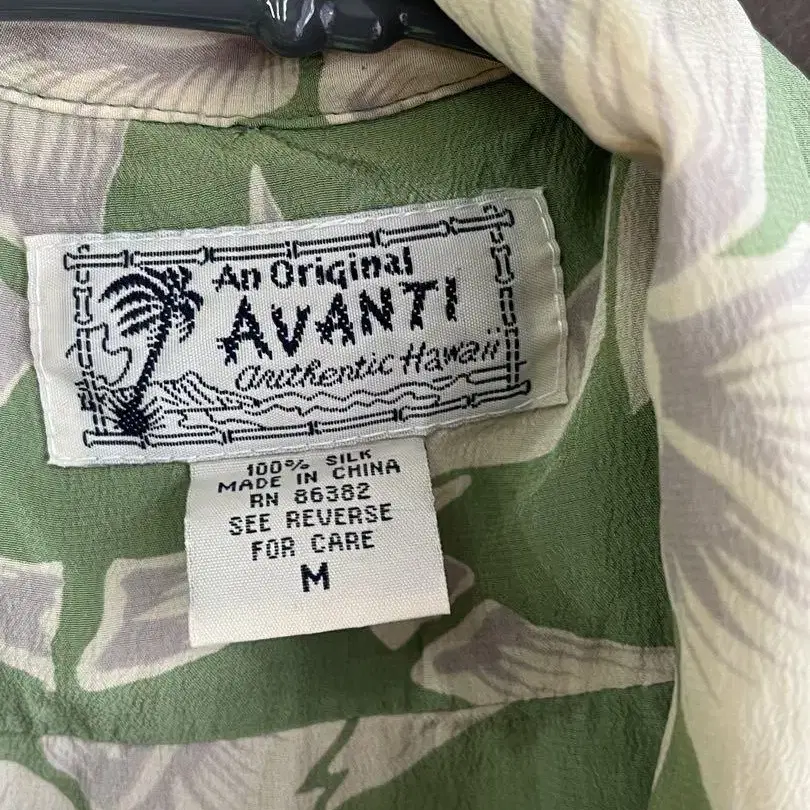 An Original
AVANTI
authentic Hawaii
100% SILK
MADE IN CHINA
RN 86382
SEE REVERSE
FOR CARE
M